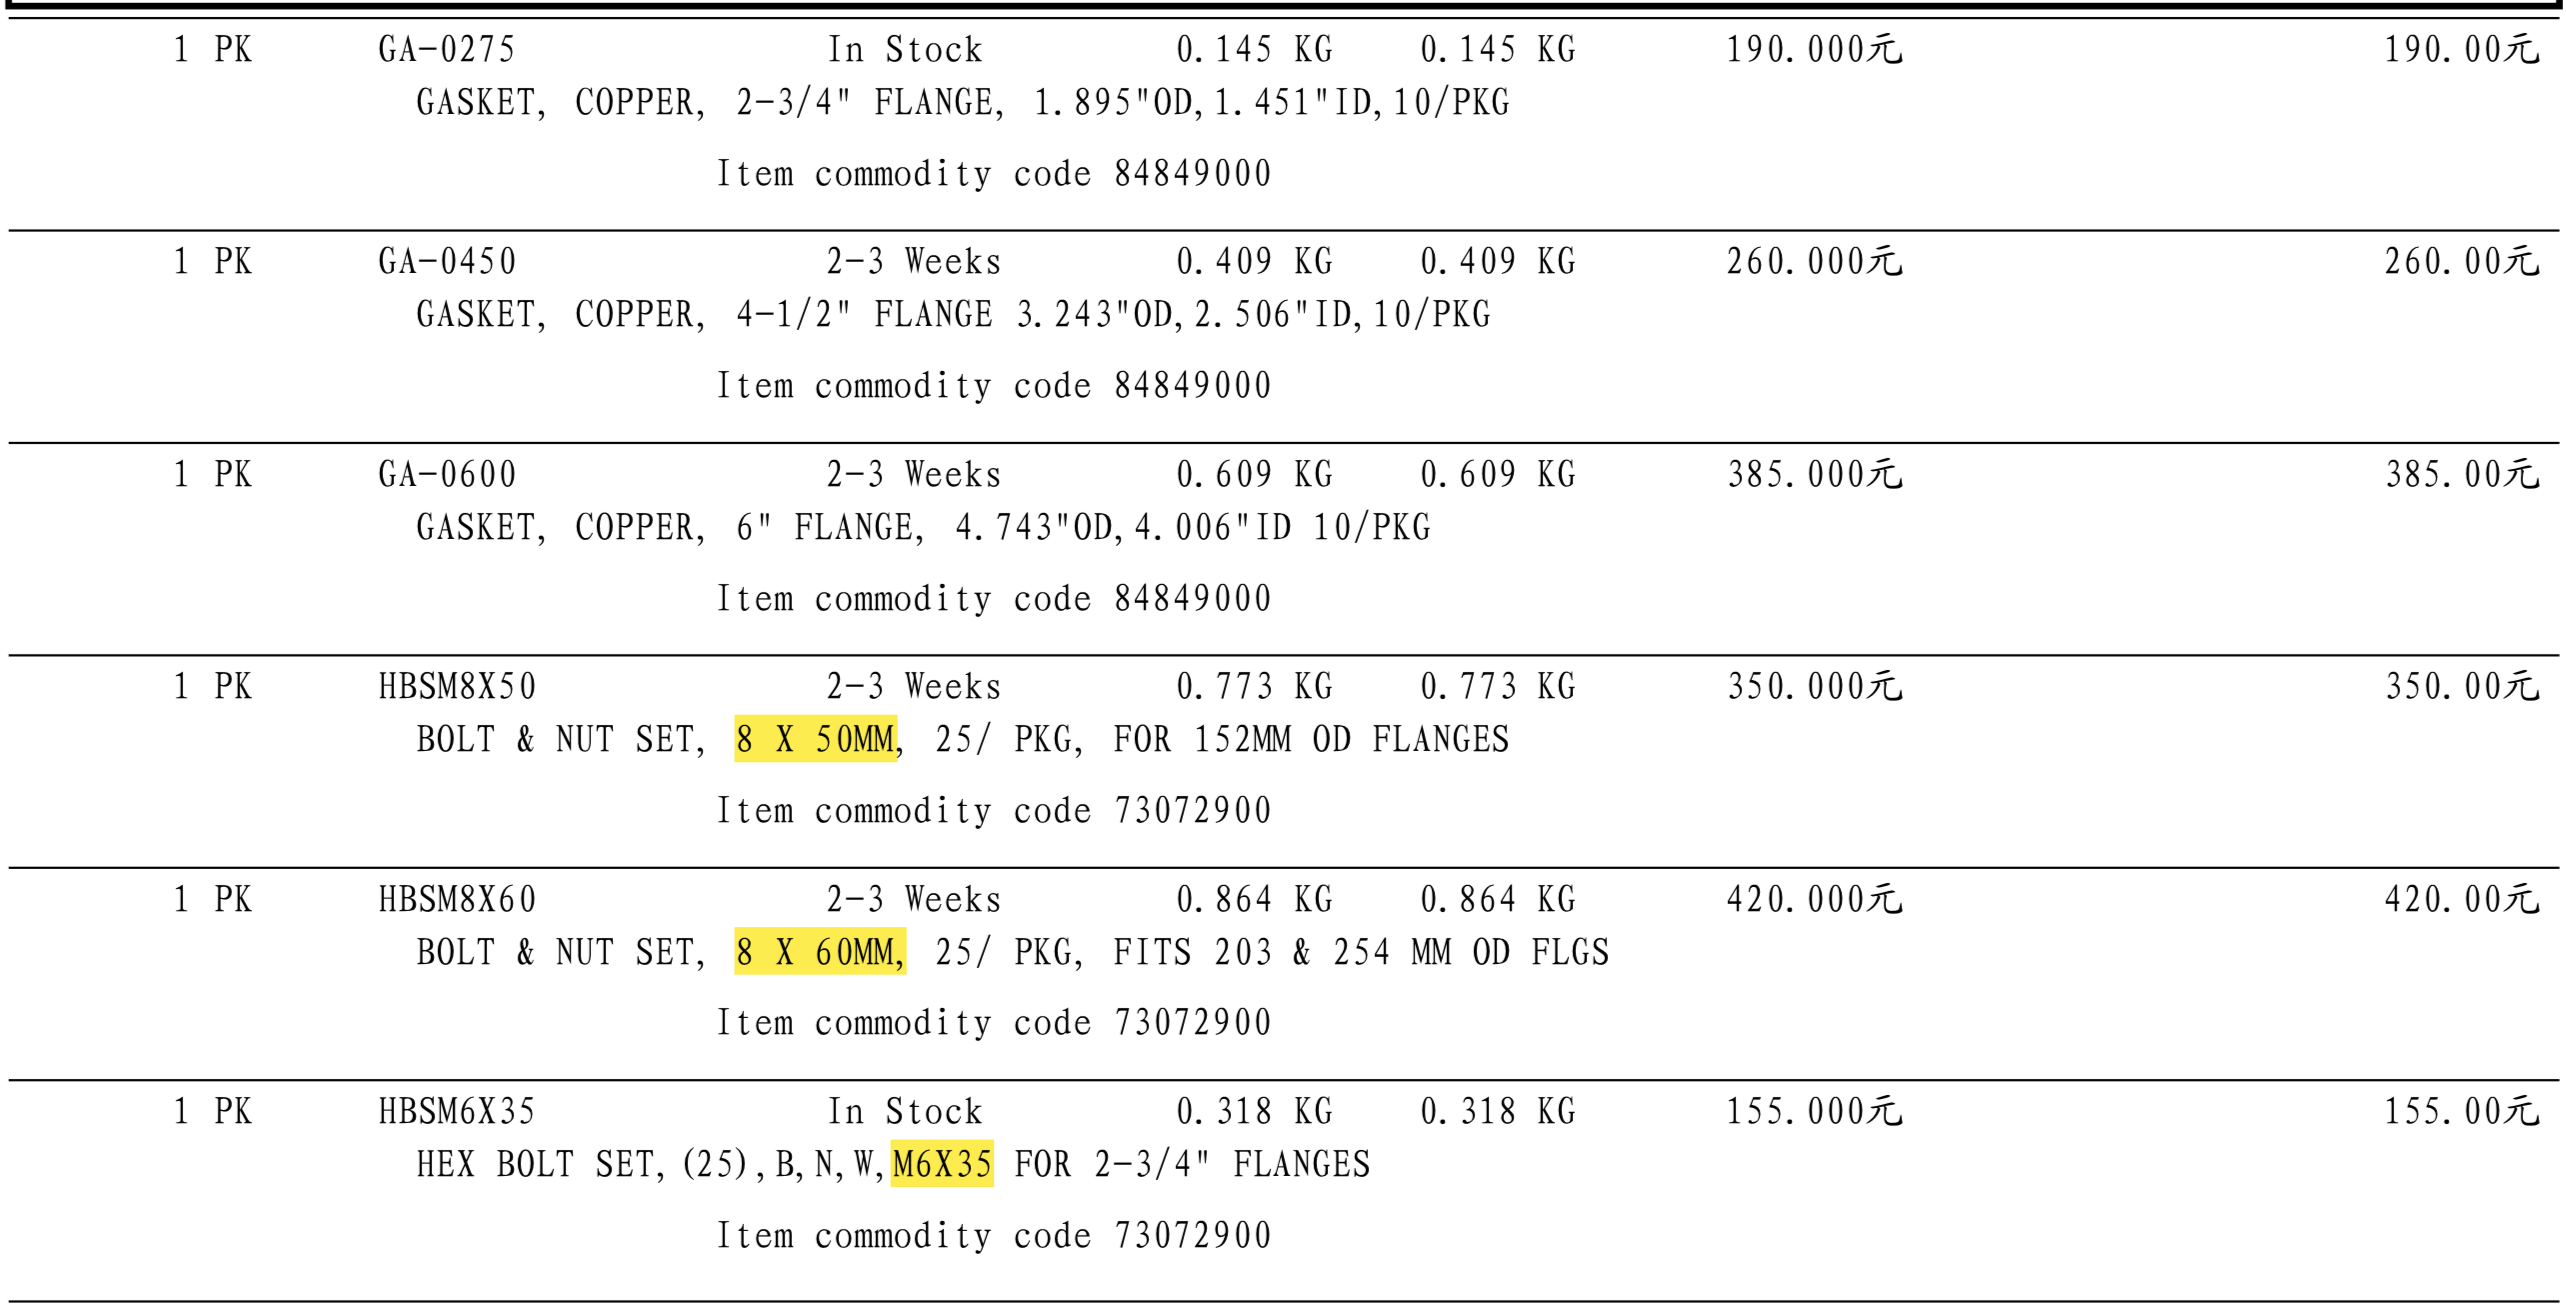 1 PK GA-0275 In Stock 0.145 KG 0.145 KG 190.000元 190.00元
GASKET, COPPER, 2-3/4" FLANGE, 1.895"OD,1.451"ID,10/PKG
Item commodity code 84849000
1 PK GA-0450 2-3 Weeks 0.409 KG 0.409 KG 260.000元 260.00元
GASKET, COPPER, 4-1/2" FLANGE 3.243"OD,2.506"ID,10/PKG
Item commodity code 84849000
1 PK GA-0600 2-3 Weeks 0.609 KG 0.609 KG 385.000元 385.00元
GASKET, COPPER, 6" FLANGE, 4.743"OD,4.006"ID 10/PKG
Item commodity code 84849000
1 PK HBSM8X50 2-3 Weeks 0.773 KG 0.773 KG 350.000元 350.00元
BOLT & NUT SET, 8 X 50MM, 25/ PKG, FOR 152MM OD FLANGES
Item commodity code 73072900
1 PK HBSM8X60 2-3 Weeks 0.864 KG 0.864 KG 420.000元 420.00元
BOLT & NUT SET, 8 X 60MM, 25/ PKG, FITS 203 & 254 MM OD FLGS
Item commodity code 73072900
1 PK HBSM6X35 In Stock 0.318 KG 0.318 KG 155.000元 155.00元
HEX BOLT SET,(25),B,N,W,M6X35 FOR 2-3/4" FLANGES
Item commodity code 73072900